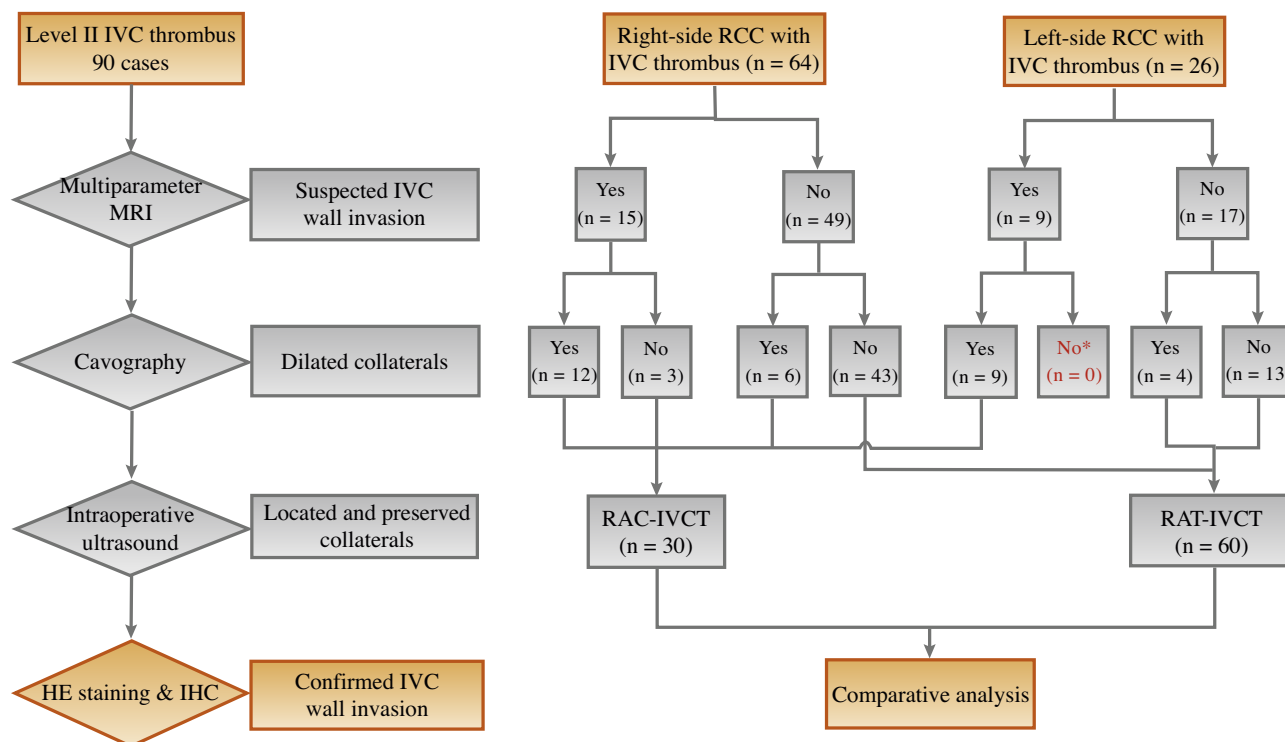 Level II IVC thrombus
90 cases
Multiparameter
MRI
Suspected IVC
wall invasion
Cavography
Dilated collaterals
Intraoperative
ultrasound
Located and preserved
collaterals
HE staining & IHC
Confirmed IVC
wall invasion
Right-side RCC with
IVC thrombus (n = 64)
Left-side RCC with
IVC thrombus (n = 26)
Yes
(n = 15)
No
(n = 49)
Yes
(n = 9)
No
(n = 17)
Yes
(n = 12)
No
(n = 3)
Yes
(n = 6)
No
(n = 43)
Yes
(n = 9)
No*
(n = 0)
Yes
(n = 4)
No
(n = 13)
RAC-IVCT
(n = 30)
RAT-IVCT
(n = 60)
Comparative analysis